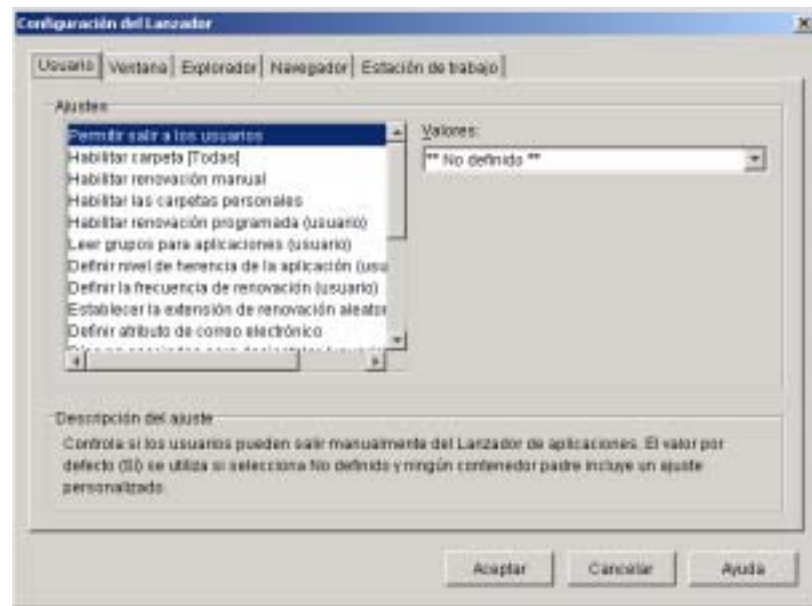 Configuración del Lanzador
Usuario Ventana Explorador Navegador Estación de trabajo
Ajustes
Permitir salir a los usuarios
Habilitar carpeta [Todas]
Habilitar renovación manual
Habilitar las carpetas personales
Habilitar renovación programada (usuario)
Leer grupos para aplicaciones (usuario)
Definir nivel de herencia de la aplicación (usu
Definir la frecuencia de renovación (usuario)
Establecer la extensión de renovación aleator
Definir atributo de correo electrónico
Valores:
** No definido **
Descripción del ajuste
Controla si los usuarios pueden salir manualmente del Lanzador de aplicaciones. El valor por
defecto (Sí) se utiliza si selecciona No definido y ningún contenedor padre incluye un ajuste
personalizado.
Aceptar Cancelar Ayuda